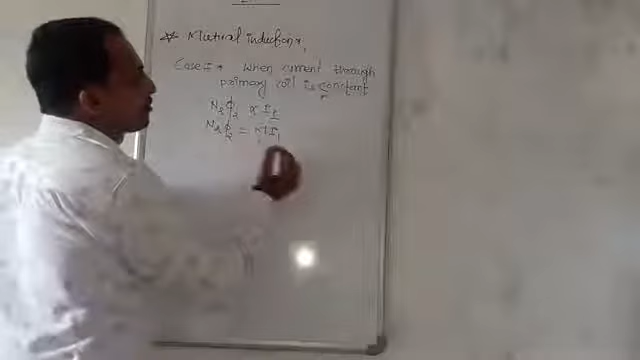 * Mutual induction :,
Case I * When current through
primary coil is constant
N₂ϕ₂ ∝ I₁
N₂ϕ₂ = MI₁